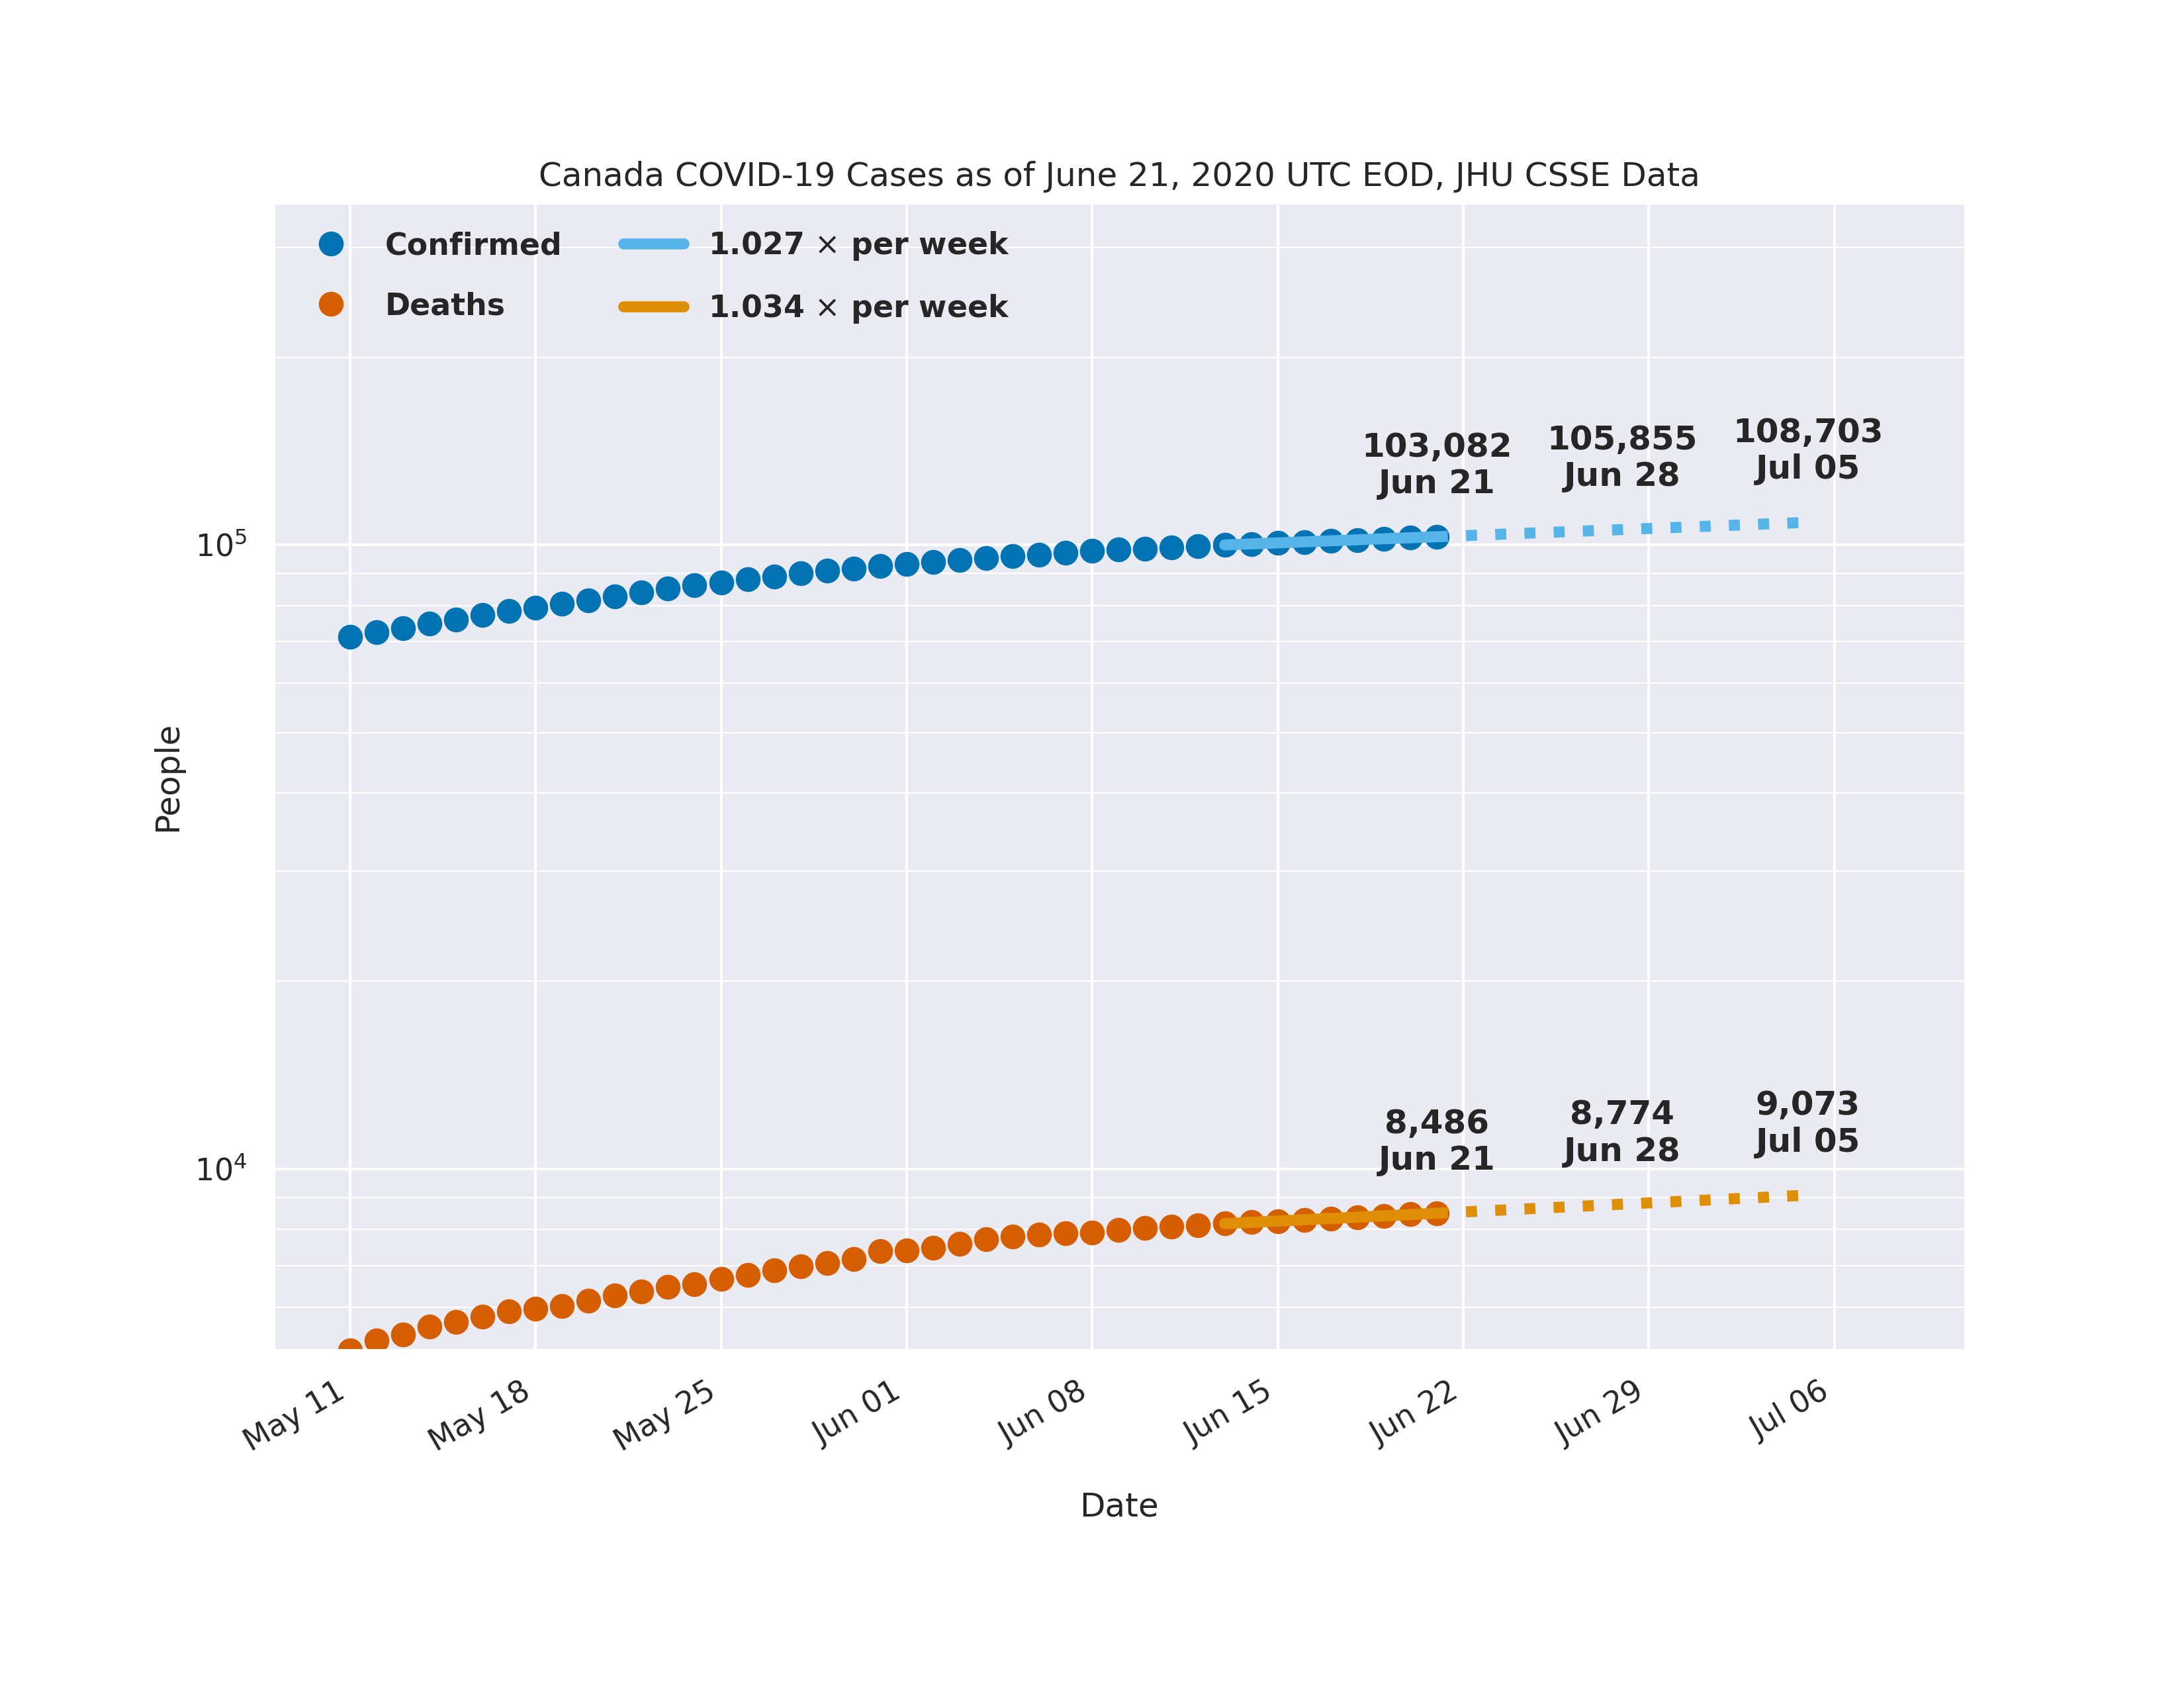 Canada COVID-19 Cases as of June 21, 2020 UTC EOD, JHU CSSE Data
Confirmed
Deaths
1.027 × per week
1.034 × per week
103,082
Jun 21
105,855
Jun 28
108,703
Jul 05
10⁵
People
8,486
Jun 21
8,774
Jun 28
9,073
Jul 05
10⁴
May 11
May 18
May 25
Jun 01
Jun 08
Jun 15
Jun 22
Jun 29
Jul 06
Date